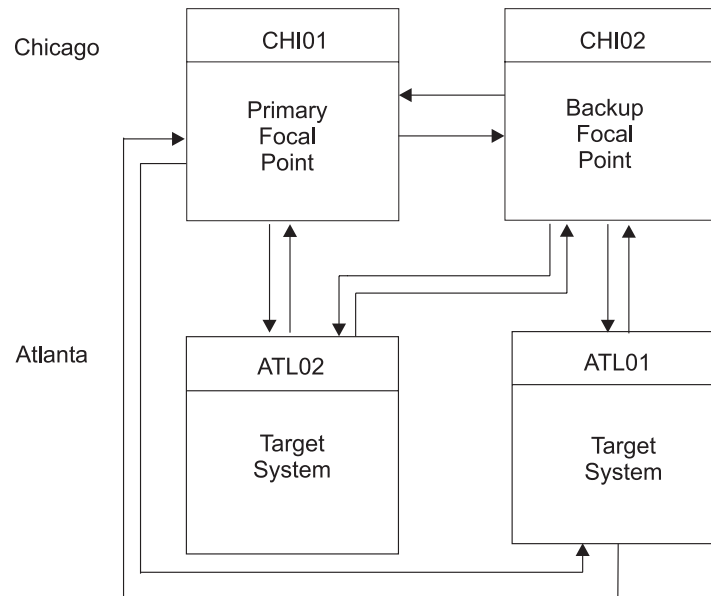 Chicago
CHI01
CHI02
Primary
Focal
Point
Backup
Focal
Point
Atlanta
ATL02
ATL01
Target
System
Target
System